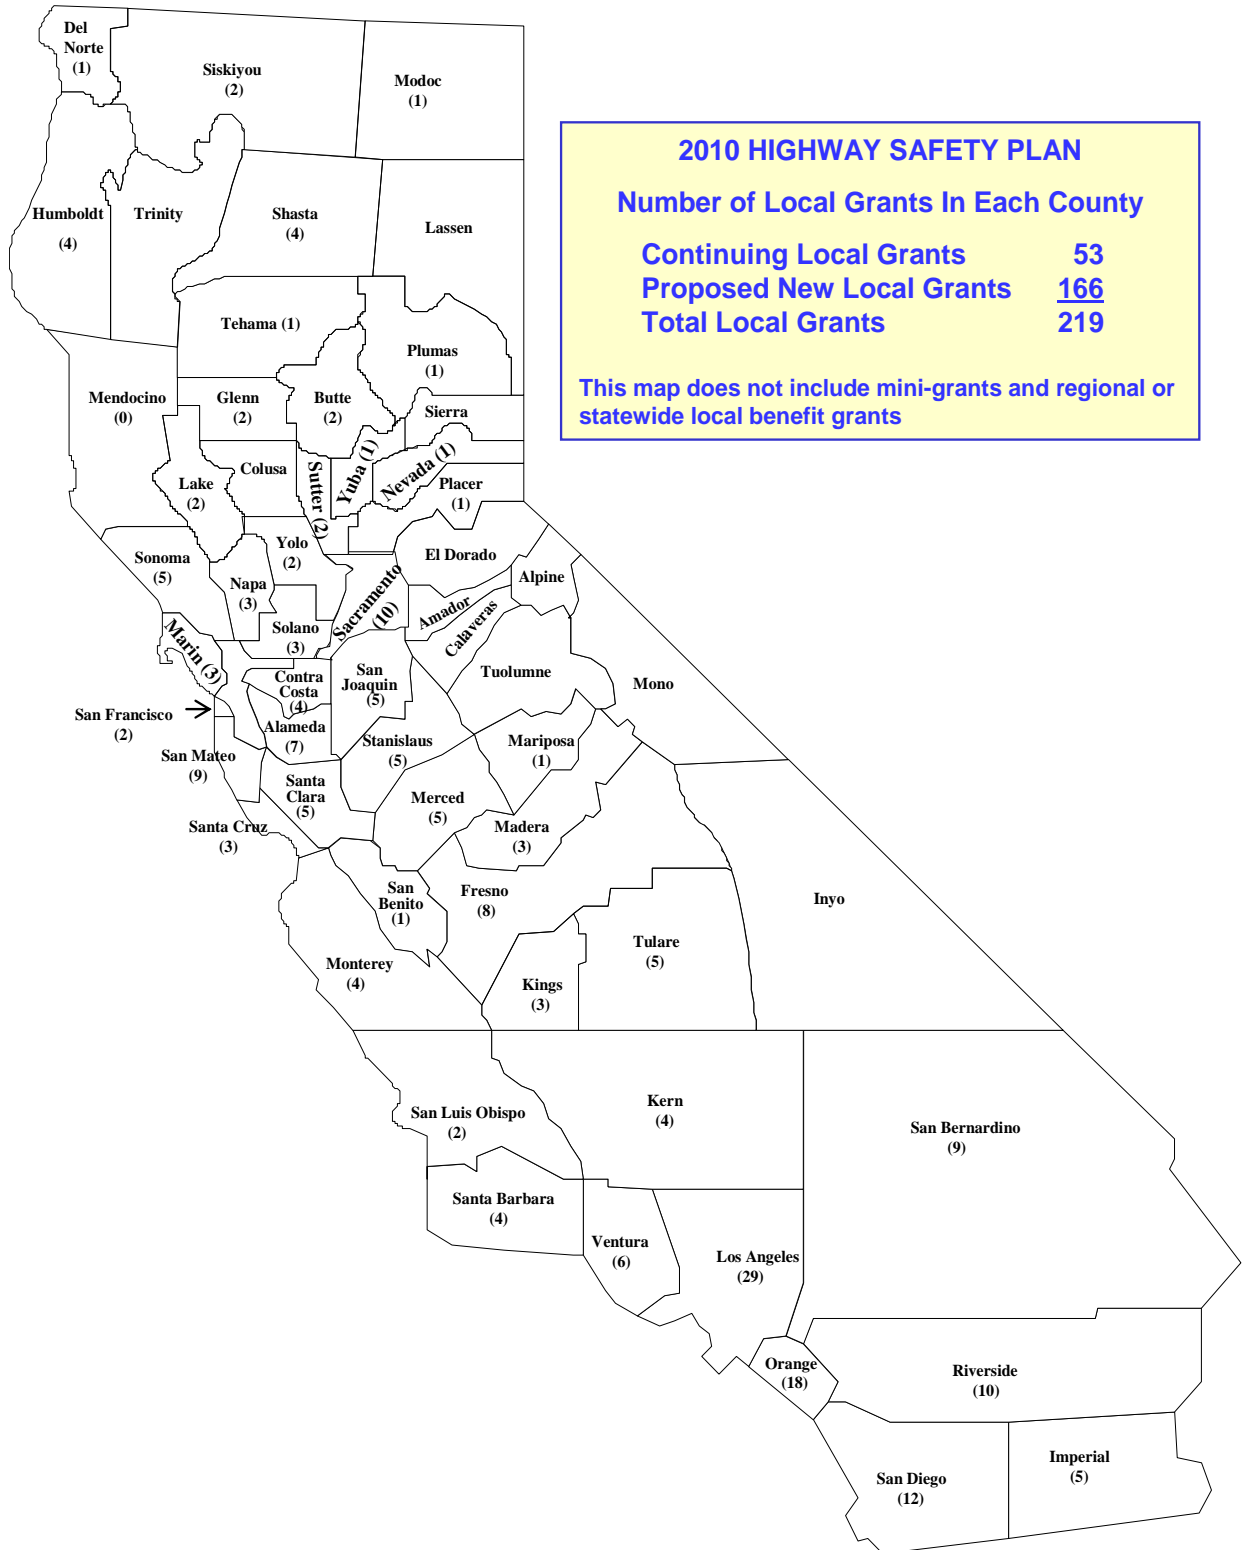 Del
Norte
(1)
Siskiyou
(2)
Modoc
(1)
2010 HIGHWAY SAFETY PLAN
Number of Local Grants In Each County
Continuing Local Grants 53
Proposed New Local Grants 166
Total Local Grants 219
This map does not include mini-grants and regional or
statewide local benefit grants
Humboldt
(4)
Trinity
Shasta
(4)
Lassen
Tehama (1)
Plumas
(1)
Mendocino
(0)
Glenn
(2)
Butte
(2)
Sierra
Colusa
Sutter (2)
Yuba (1)
Nevada (1)
Lake
(2)
Placer
(1)
Sonoma
(5)
Yolo
(2)
El Dorado
Napa
(3)
Sacramento
(10)
Alpine
Amador
Solano
(3)
Calaveras
Marin (3)
Contra
Costa
(4)
San
Joaquin
(5)
Tuolumne
Mono
San Francisco
(2)
Alameda
(7)
Stanislaus
(5)
Mariposa
(1)
San Mateo
(9)
Santa
Clara
(5)
Merced
(5)
Santa Cruz
(3)
Madera
(3)
San
Benito
(1)
Fresno
(8)
Inyo
Monterey
(4)
Tulare
(5)
Kings
(3)
San Luis Obispo
(2)
Kern
(4)
San Bernardino
(9)
Santa Barbara
(4)
Ventura
(6)
Los Angeles
(29)
Orange
(18)
Riverside
(10)
San Diego
(12)
Imperial
(5)